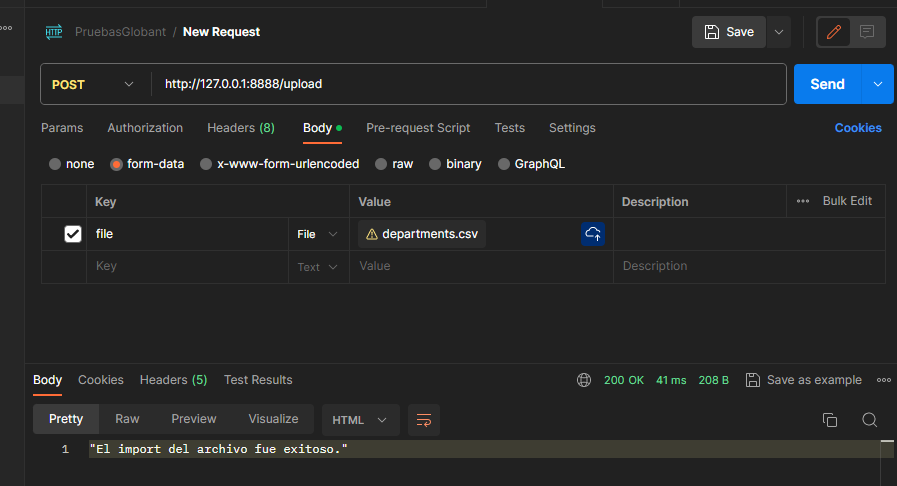 HTTP PruebasGlobant / New Request Save
POST http://127.0.0.1:8888/upload Send
Params Authorization Headers (8) Body Pre-request Script Tests Settings Cookies
none form-data x-www-form-urlencoded raw binary GraphQL
Key Value Description Bulk Edit
file File departments.csv
Key Text Value Description
Body Cookies Headers (5) Test Results 200 OK 41 ms 208 B Save as example
Pretty Raw Preview Visualize HTML
1 "El import del archivo fue exitoso."